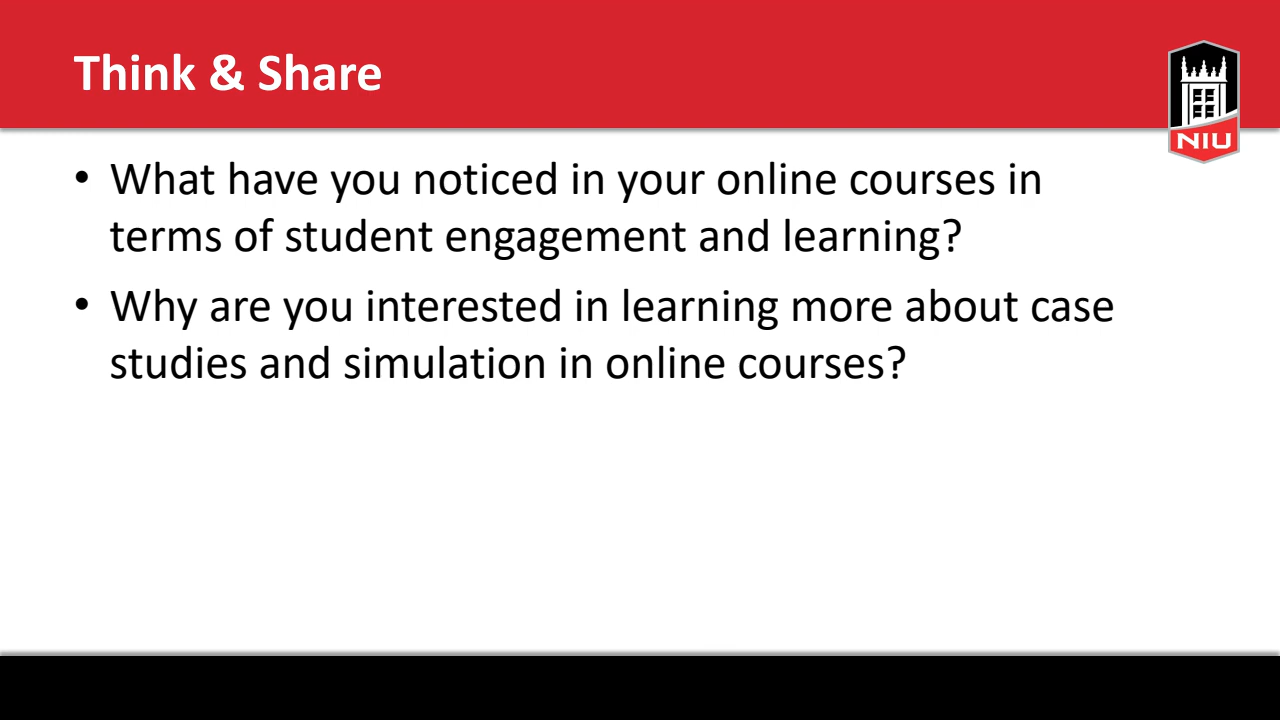 Think & Share
NIU
• What have you noticed in your online courses in
terms of student engagement and learning?
• Why are you interested in learning more about case
studies and simulation in online courses?